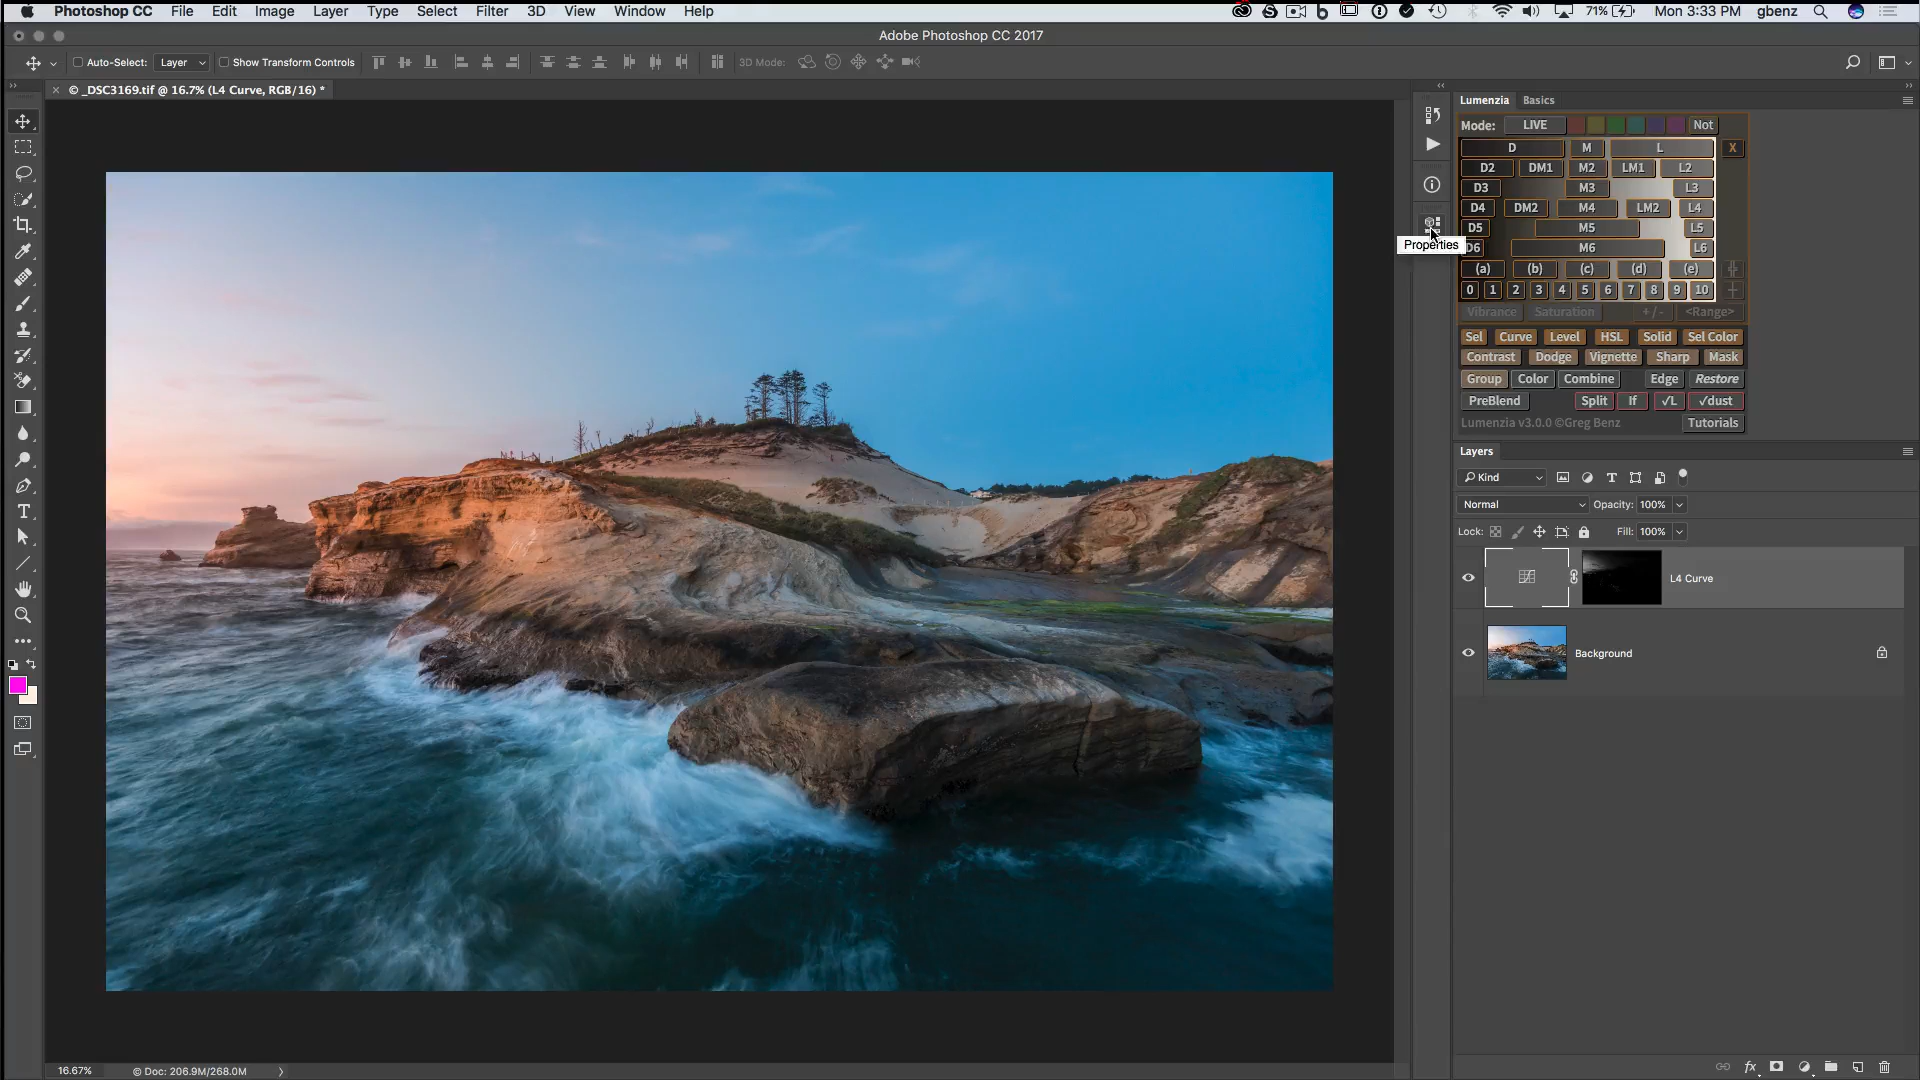 Photoshop CC File Edit Image Layer Type Select Filter 3D View Window Help 71% Mon 3:33 PM gbenz
Adobe Photoshop CC 2017
Auto-Select: Layer Show Transform Controls 3D Mode:
© _DSC3169.tif @ 16.7% (L4 Curve, RGB/16) *
Lumenzia Basics
Mode: LIVE Not
D M L X
D2 DM1 M2 LM1 L2
D3 M3 L3
D4 DM2 M4 LM2 L4
D5 M5 L5
Properties
D6 M6 L6
(a) (b) (c) (d) (e)
0 1 2 3 4 5 6 7 8 9 10
Vibrance Saturation +/- <Range>
Sel Curve Level HSL Solid Sel Color
Contrast Dodge Vignette Sharp Mask
Group Color Combine Edge Restore
PreBlend Split If √L √dust
Lumenzia v3.0.0 ©Greg Benz Tutorials
Layers
Kind
Normal Opacity: 100%
Lock: Fill: 100%
L4 Curve
Background
16.67% © Doc: 206.9M/268.0M